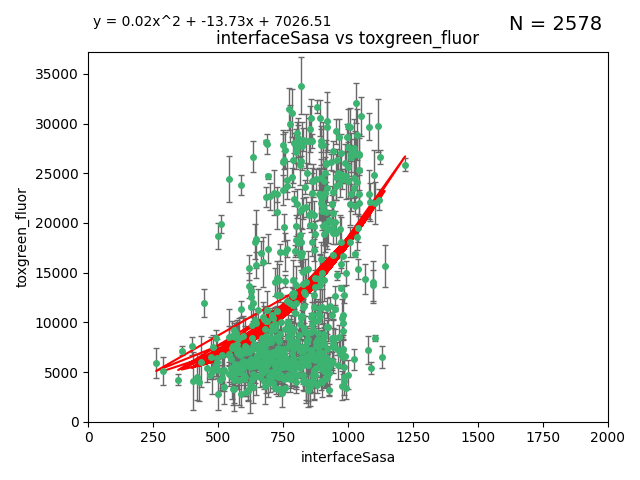 y = 0.02x^2 + -13.73x + 7026.51
N = 2578
interfaceSasa vs toxgreen_fluor
35000
30000
25000
20000
15000
10000
5000
0
toxgreen_fluor
0 250 500 750 1000 1250 1500 1750 2000
interfaceSasa